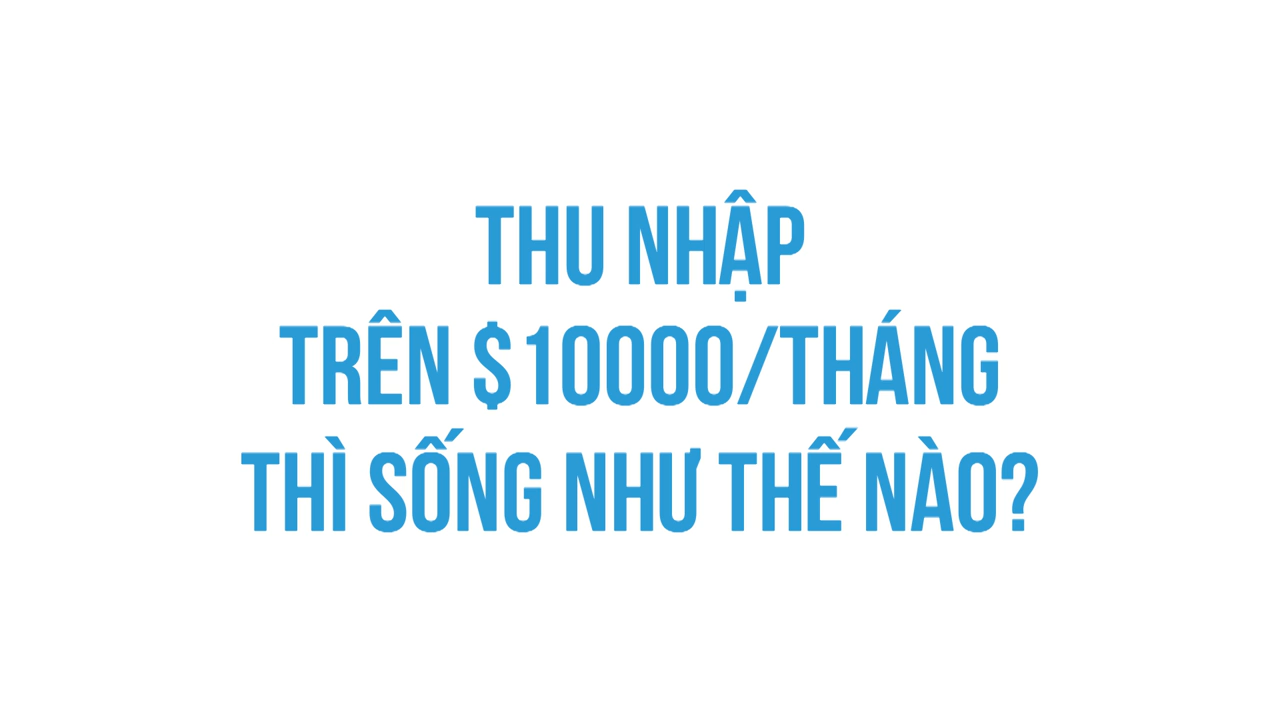 THU NHẬP
TRÊN $10000/THÁNG
THÌ SỐNG NHƯ THẾ NÀO?